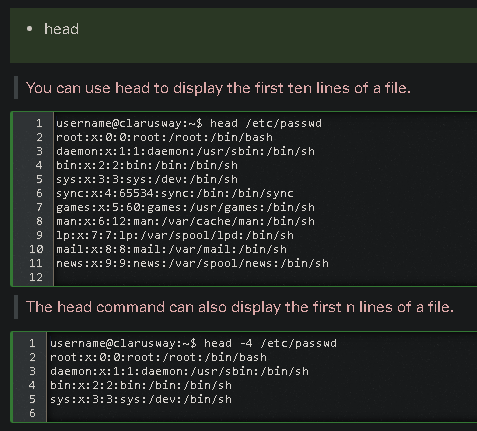 • head
You can use head to display the first ten lines of a file.
1 username@clarusway:~$ head /etc/passwd
2 root:x:0:0:root:/root:/bin/bash
3 daemon:x:1:1:daemon:/usr/sbin:/bin/sh
4 bin:x:2:2:bin:/bin:/bin/sh
5 sys:x:3:3:sys:/dev:/bin/sh
6 sync:x:4:65534:sync:/bin:/bin/sync
7 games:x:5:60:games:/usr/games:/bin/sh
8 man:x:6:12:man:/var/cache/man:/bin/sh
9 lp:x:7:7:lp:/var/spool/lpd:/bin/sh
10 mail:x:8:8:mail:/var/mail:/bin/sh
11 news:x:9:9:news:/var/spool/news:/bin/sh
12
The head command can also display the first n lines of a file.
1 username@clarusway:~$ head -4 /etc/passwd
2 root:x:0:0:root:/root:/bin/bash
3 daemon:x:1:1:daemon:/usr/sbin:/bin/sh
4 bin:x:2:2:bin:/bin:/bin/sh
5 sys:x:3:3:sys:/dev:/bin/sh
6